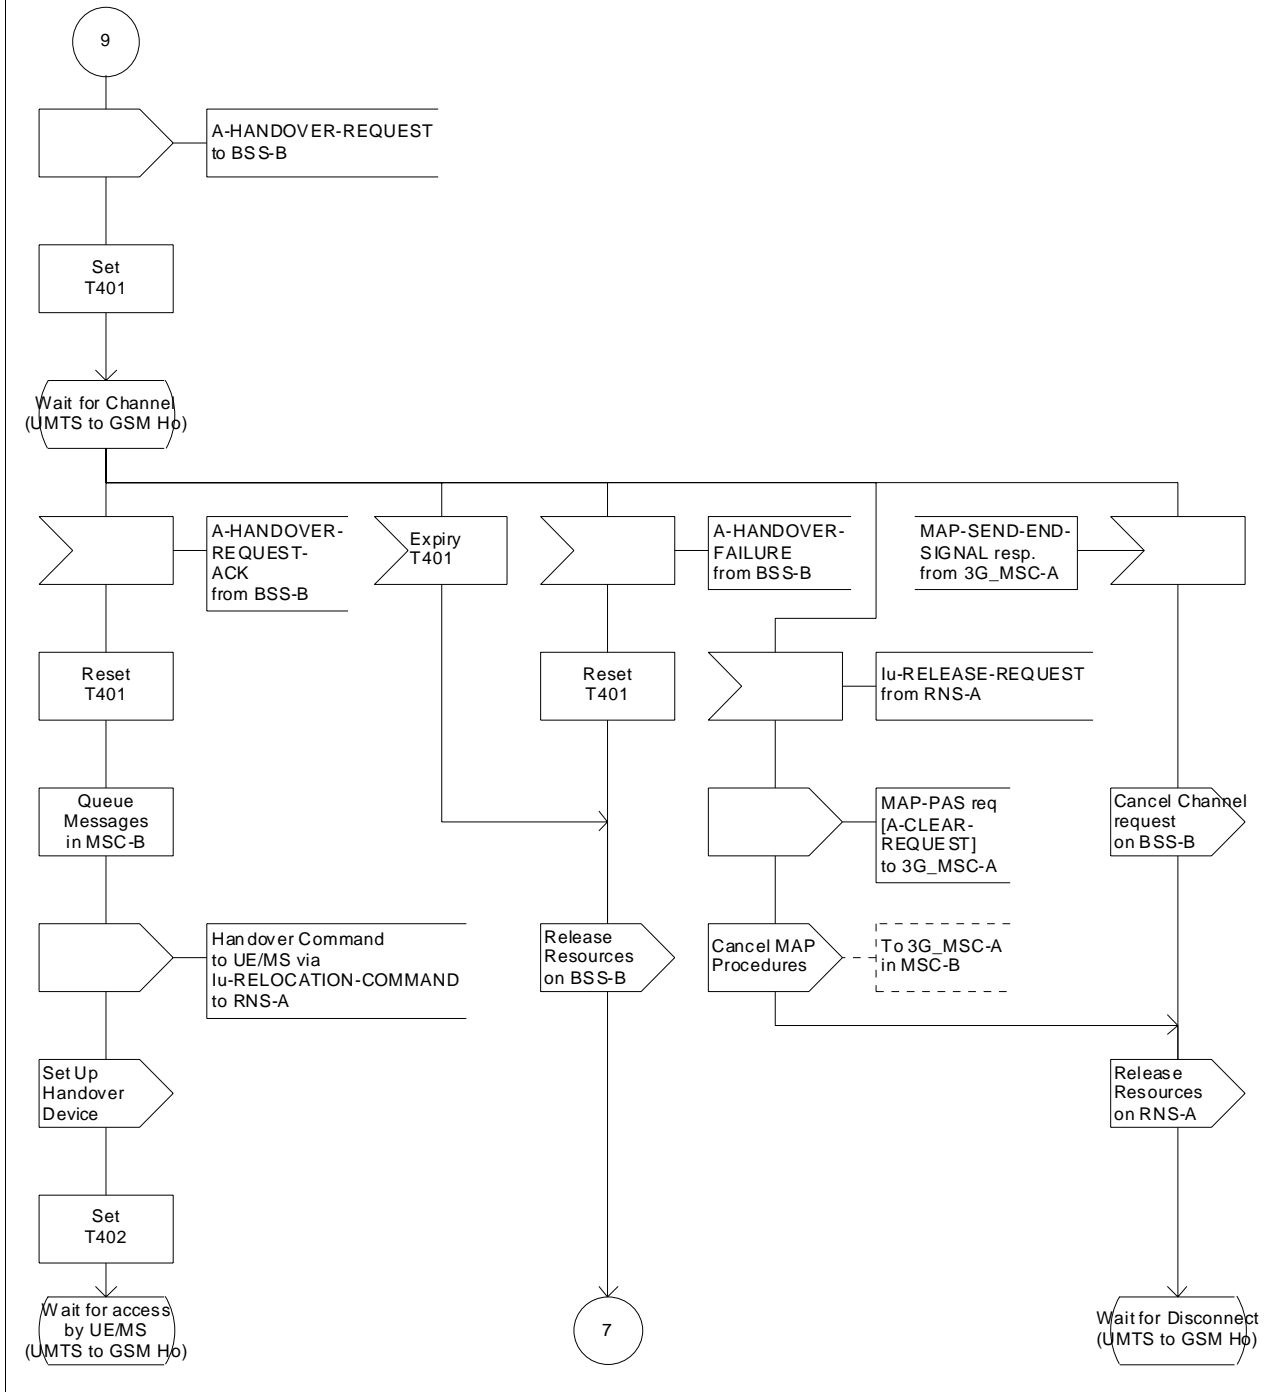 9
A-HANDOVER-REQUEST
to BSS-B
Set
T401
Wait for Channel
(UMTS to GSM Ho)
A-HANDOVER-
REQUEST-
ACK
from BSS-B
Expiry
T401
A-HANDOVER-
FAILURE
from BSS-B
MAP-SEND-END-
SIGNAL resp.
from 3G_MSC-A
Reset
T401
Reset
T401
Iu-RELEASE-REQUEST
from RNS-A
Queue
Messages
in MSC-B
MAP-PAS req
[A-CLEAR-
REQUEST]
to 3G_MSC-A
Cancel Channel
request
on BSS-B
Handover Command
to UE/MS via
Iu-RELOCATION-COMMAND
to RNS-A
Release
Resources
on BSS-B
Cancel MAP
Procedures
To 3G_MSC-A
in MSC-B
Set Up
Handover
Device
Release
Resources
on RNS-A
Set
T402
Wait for access
by UE/MS
(UMTS to GSM Ho)
7
Wait for Disconnect
(UMTS to GSM Ho)